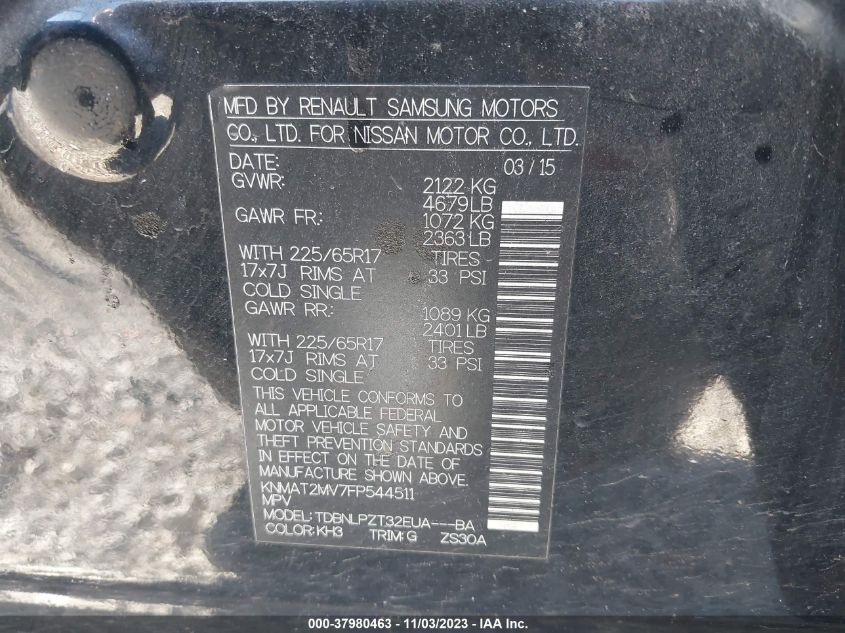 MFD BY RENAULT SAMSUNG MOTORS
CO., LTD. FOR NISSAN MOTOR CO., LTD.
DATE: 03 / 15
GVWR: 2122 KG
4679 LB
GAWR FR: 1072 KG
2363 LB
WITH 225/65R17 TIRES
17x7J RIMS AT 33 PSI
COLD SINGLE
GAWR RR: 1089 KG
2401 LB
WITH 225/65R17 TIRES
17x7J RIMS AT 33 PSI
COLD SINGLE
THIS VEHICLE CONFORMS TO
ALL APPLICABLE FEDERAL
MOTOR VEHICLE SAFETY AND
THEFT PREVENTION STANDARDS
IN EFFECT ON THE DATE OF
MANUFACTURE SHOWN ABOVE.
KNMAT2MV7FP544511
MPV
MODEL: TDBNLPZT32EUA---BA
COLOR: KH3 TRIM: G ZS30A
000-37980463 - 11/03/2023 - IAA Inc.